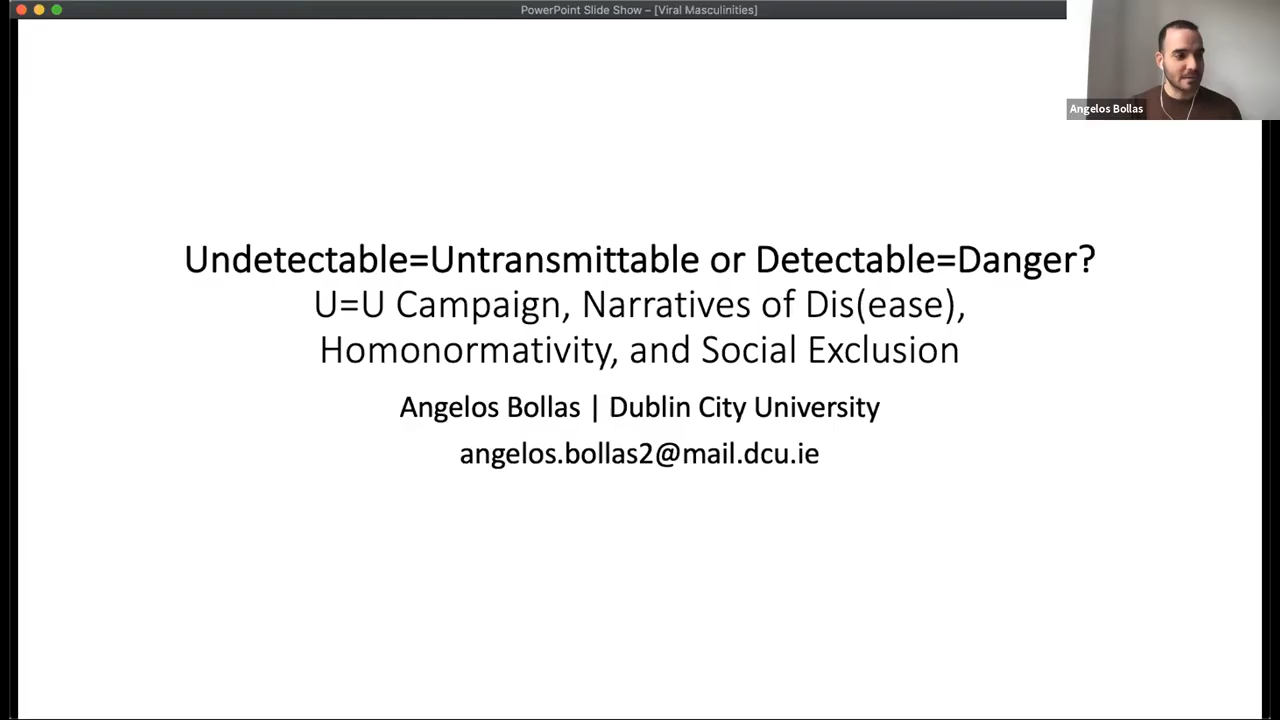 PowerPoint Slide Show – [Viral Masculinities]
Angelos Bollas
Undetectable=Untransmittable or Detectable=Danger?
U=U Campaign, Narratives of Dis(ease),
Homonormativity, and Social Exclusion
Angelos Bollas | Dublin City University
angelos.bollas2@mail.dcu.ie